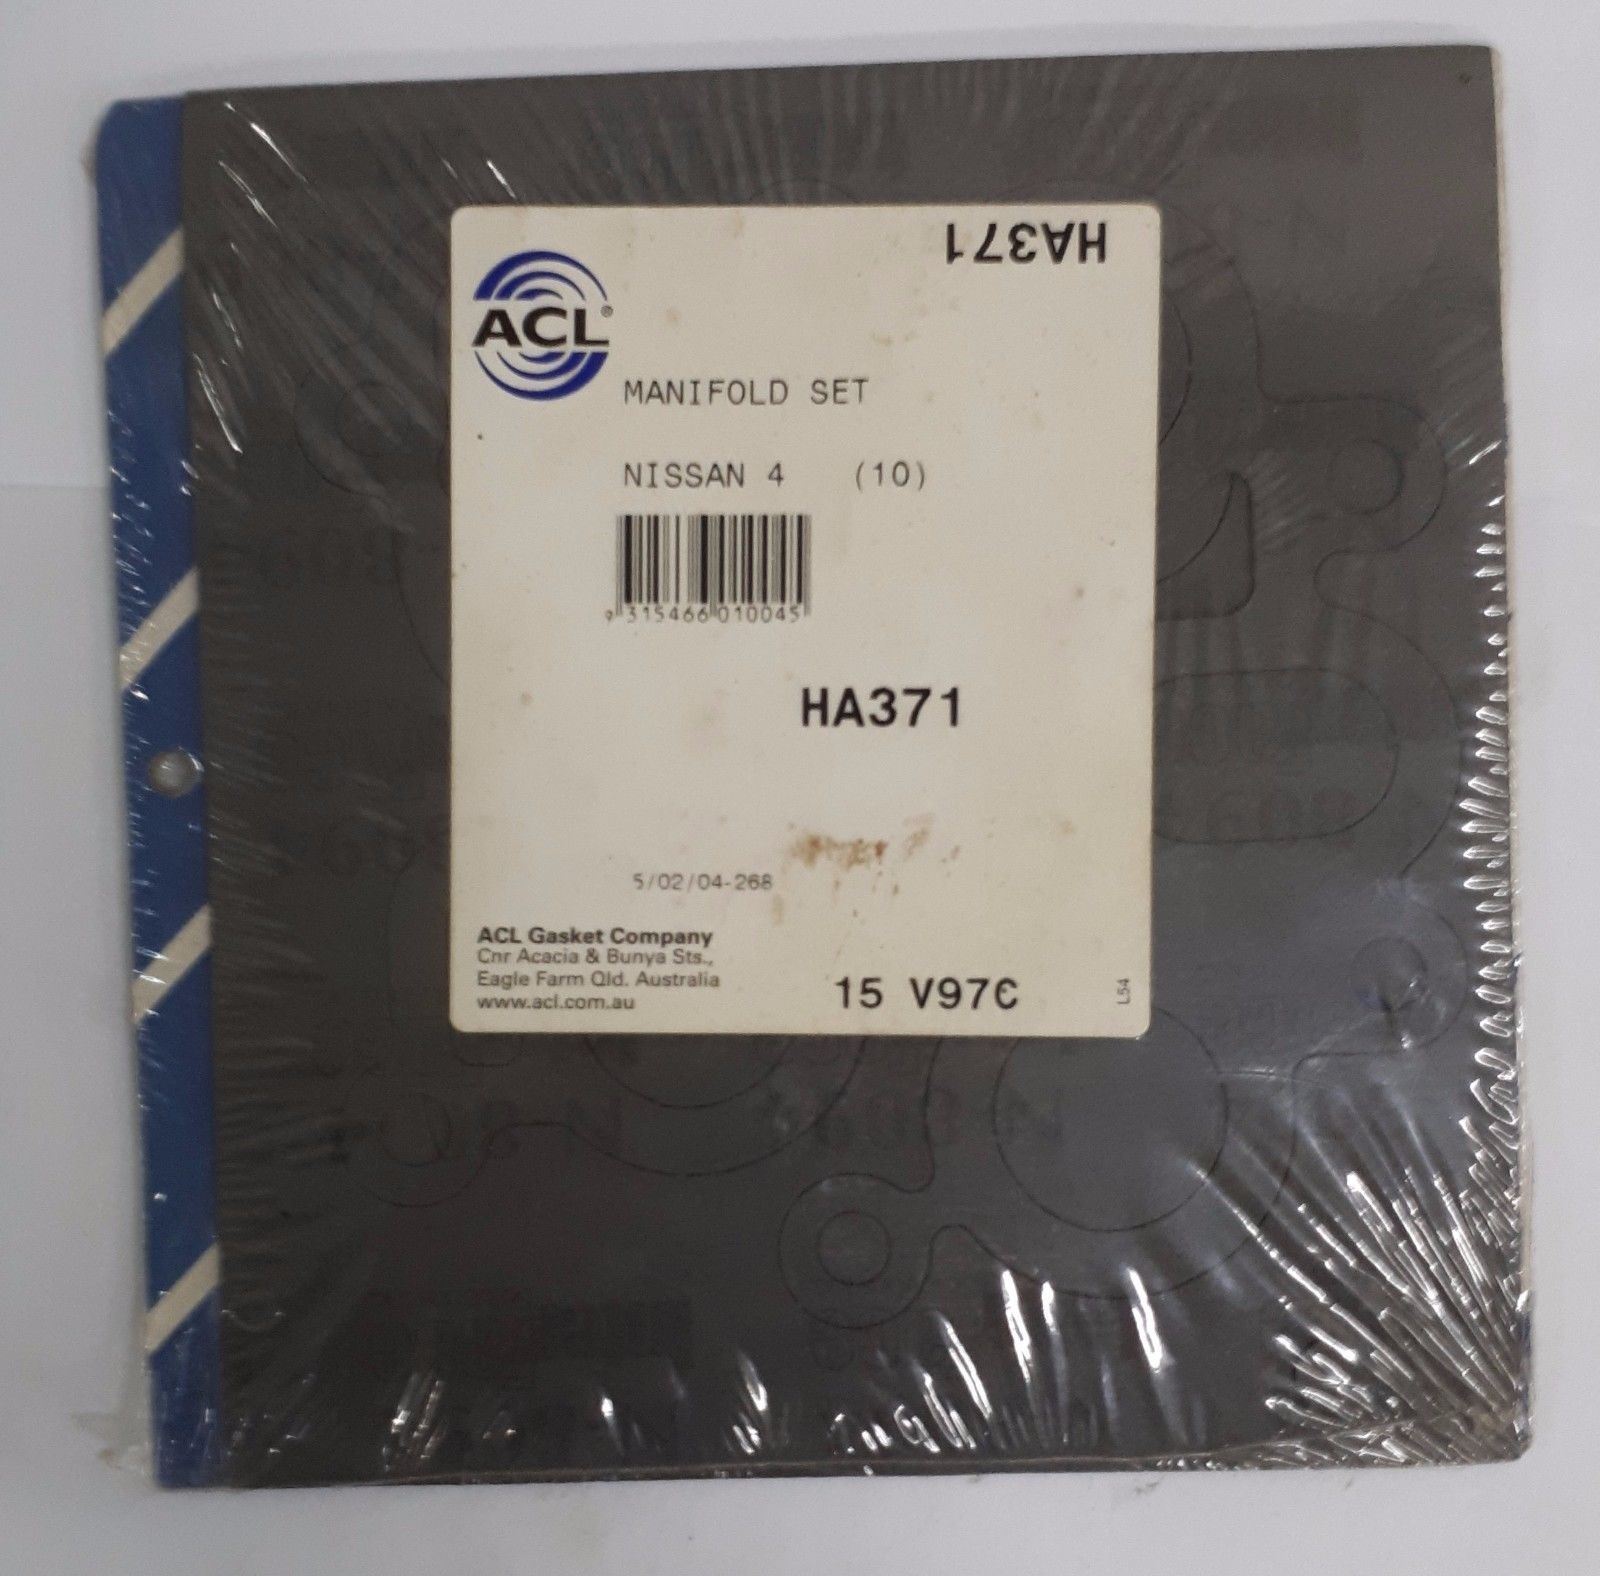 HA371
ACL®
MANIFOLD SET
NISSAN 4 (10)
9 315466 010045
HA371
5/02/04-268
ACL Gasket Company
Cnr Acacia & Bunya Sts.,
Eagle Farm Qld. Australia
www.acl.com.au
15 V97C
L54